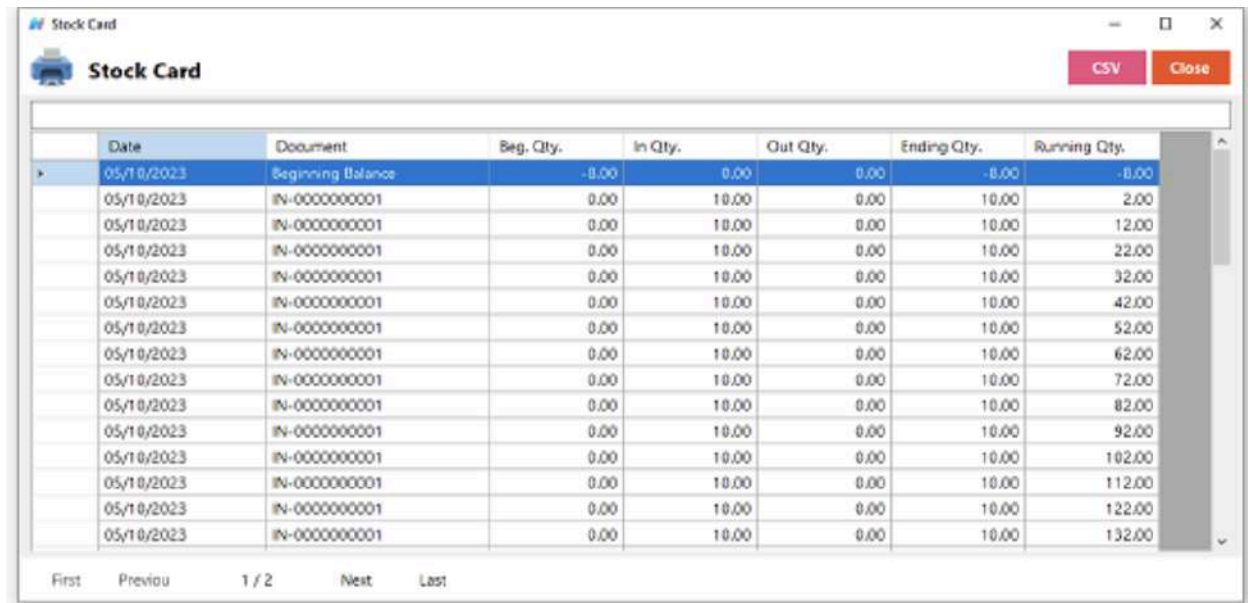 Stock Card
Stock Card
CSV Close
Date Document Beg. Qty. In Qty. Out Qty. Ending Qty. Running Qty.
05/10/2023 Beginning Balance -8.00 0.00 0.00 -8.00 -8.00
05/10/2023 IN-0000000001 0.00 10.00 0.00 10.00 2.00
05/10/2023 IN-0000000001 0.00 10.00 0.00 10.00 12.00
05/10/2023 IN-0000000001 0.00 10.00 0.00 10.00 22.00
05/10/2023 IN-0000000001 0.00 10.00 0.00 10.00 32.00
05/10/2023 IN-0000000001 0.00 10.00 0.00 10.00 42.00
05/10/2023 IN-0000000001 0.00 10.00 0.00 10.00 52.00
05/10/2023 IN-0000000001 0.00 10.00 0.00 10.00 62.00
05/10/2023 IN-0000000001 0.00 10.00 0.00 10.00 72.00
05/10/2023 IN-0000000001 0.00 10.00 0.00 10.00 82.00
05/10/2023 IN-0000000001 0.00 10.00 0.00 10.00 92.00
05/10/2023 IN-0000000001 0.00 10.00 0.00 10.00 102.00
05/10/2023 IN-0000000001 0.00 10.00 0.00 10.00 112.00
05/10/2023 IN-0000000001 0.00 10.00 0.00 10.00 122.00
05/10/2023 IN-0000000001 0.00 10.00 0.00 10.00 132.00
First Previou 1 / 2 Next Last